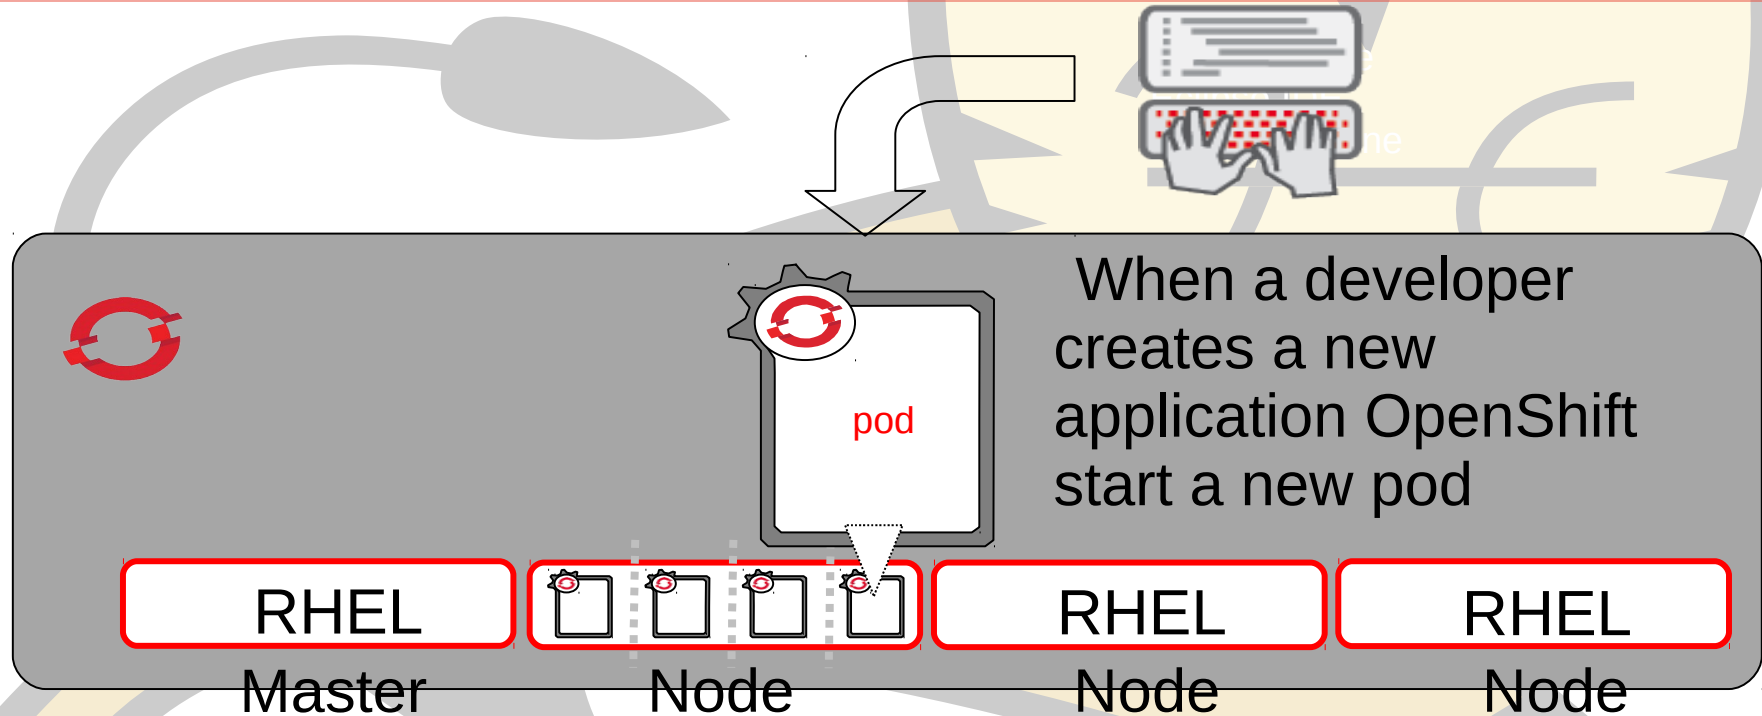 When a developer
creates a new
application OpenShift
start a new pod
pod
RHEL
RHEL
RHEL
Master
Node
Node
Node